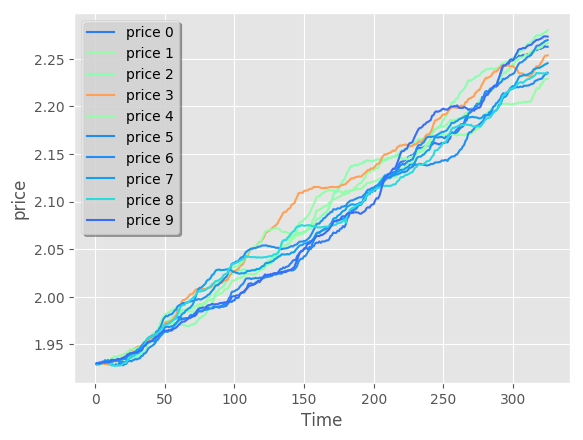 price 0
price 1
price 2
price 3
price 4
price 5
price 6
price 7
price 8
price 9
2.25
2.20
2.15
2.10
2.05
2.00
1.95
price
0 50 100 150 200 250 300
Time